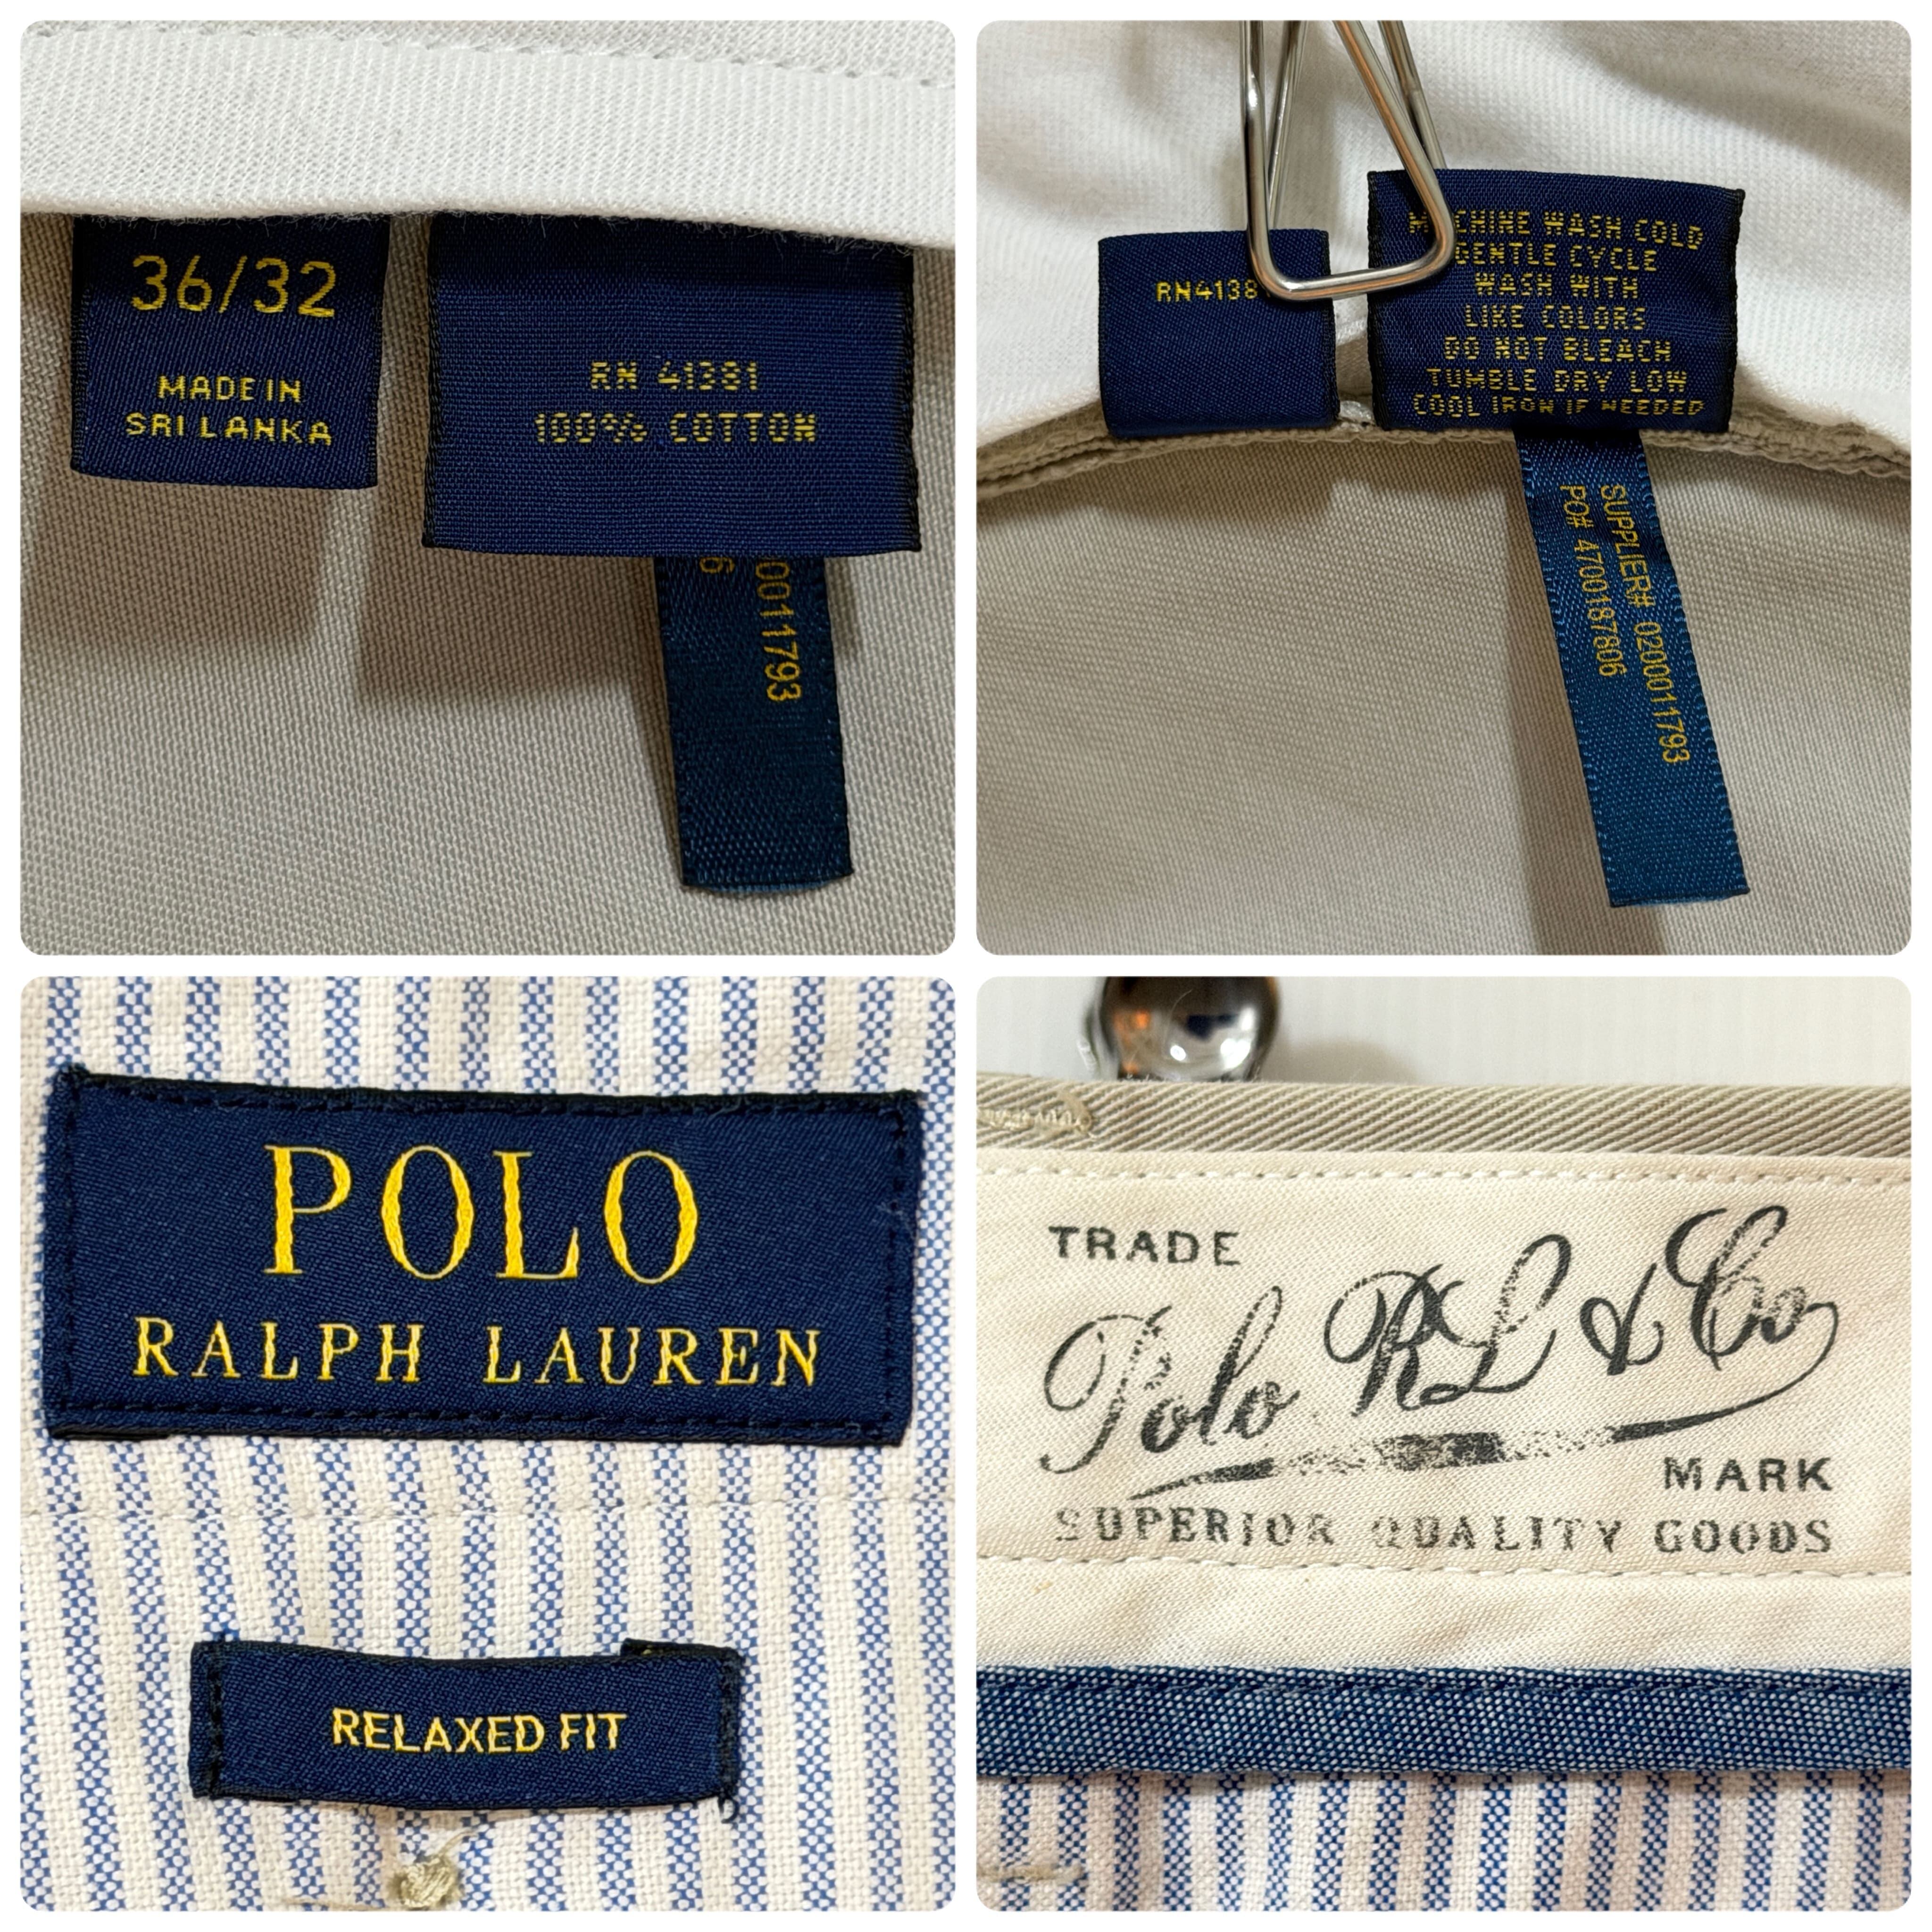 36/32
MADE IN
SRI LANKA
RN 41381
100% COTTON
0011793
6
RN4138
MACHINE WASH COLD
GENTLE CYCLE
WASH WITH
LIKE COLORS
DO NOT BLEACH
TUMBLE DRY LOW
COOL IRON IF NEEDED
SUPPLIER# 0200011793
PO# 4700187806
POLO
RALPH LAUREN
RELAXED FIT
TRADE
Polo RL & Co
MARK
SUPERIOR QUALITY GOODS